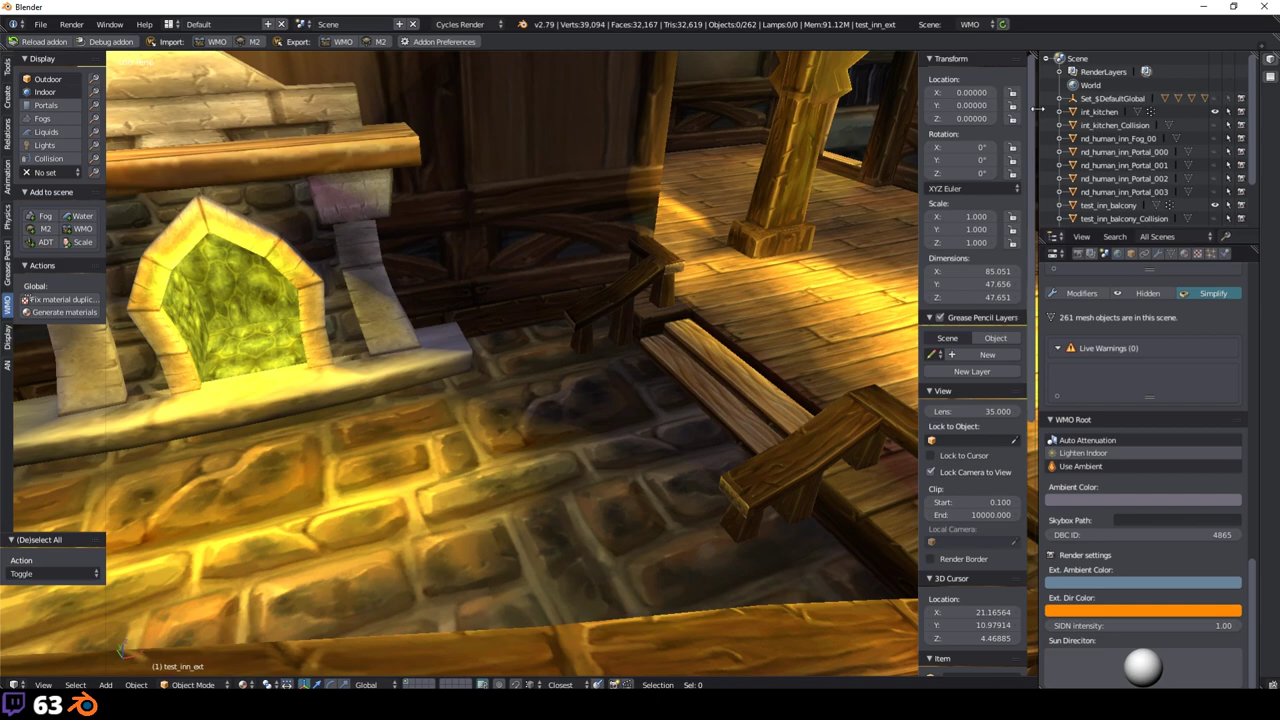 Blender
File Render Window Help Default Scene Cycles Render v2.79 | Verts:39,094 | Faces:32,167 | Tris:32,619 | Objects:0/262 | Lamps:0/0 | Mem:91.12M | test_inn_ext Scene: WMO
Reload addon Debug addon Import: WMO M2 Export: WMO M2 Addon Preferences
Tools
Create
Relations
Animation
Physics
Grease Pencil
WMO
Display
AN
Display
Outdoor
Indoor
Portals
Fogs
Liquids
Lights
Collision
No set
Add to scene
Fog Water
M2 WMO
ADT Scale
Actions
Global:
Fix material duplic...
Generate materials
(De)select All
Action
Toggle
(1) test_inn_ext
Transform
Location:
X: 0.00000
Y: 0.00000
Z: 0.00000
Rotation:
X: 0°
Y: 0°
Z: 0°
XYZ Euler
Scale:
X: 1.000
Y: 1.000
Z: 1.000
Dimensions:
X: 85.051
Y: 47.656
Z: 47.651
Grease Pencil Layers
Scene Object
New
New Layer
View
Lens: 35.000
Lock to Object:
Lock to Cursor
Lock Camera to View
Clip:
Start: 0.100
End: 10000.000
Local Camera:
Render Border
3D Cursor
Location:
X: 21.16564
Y: 10.97914
Z: 4.46885
Item
Scene
RenderLayers
World
Set_$DefaultGlobal
int_kitchen
int_kitchen_Collision
nd_human_inn_Fog_00
nd_human_inn_Portal_000
nd_human_inn_Portal_001
nd_human_inn_Portal_002
nd_human_inn_Portal_003
test_inn_balcony
test_inn_balcony_Collision
View Search All Scenes
Modifiers Hidden Simplify
261 mesh objects are in this scene.
Live Warnings (0)
WMO Root
Auto Attenuation
Lighten Indoor
Use Ambient
Ambient Color:
Skybox Path:
DBC ID: 4865
Render settings
Ext. Ambient Color:
Ext. Dir Color:
SIDN intensity: 1.00
Sun Direciton:
View Select Add Object Object Mode Global Closest Selection Sel: 0
63